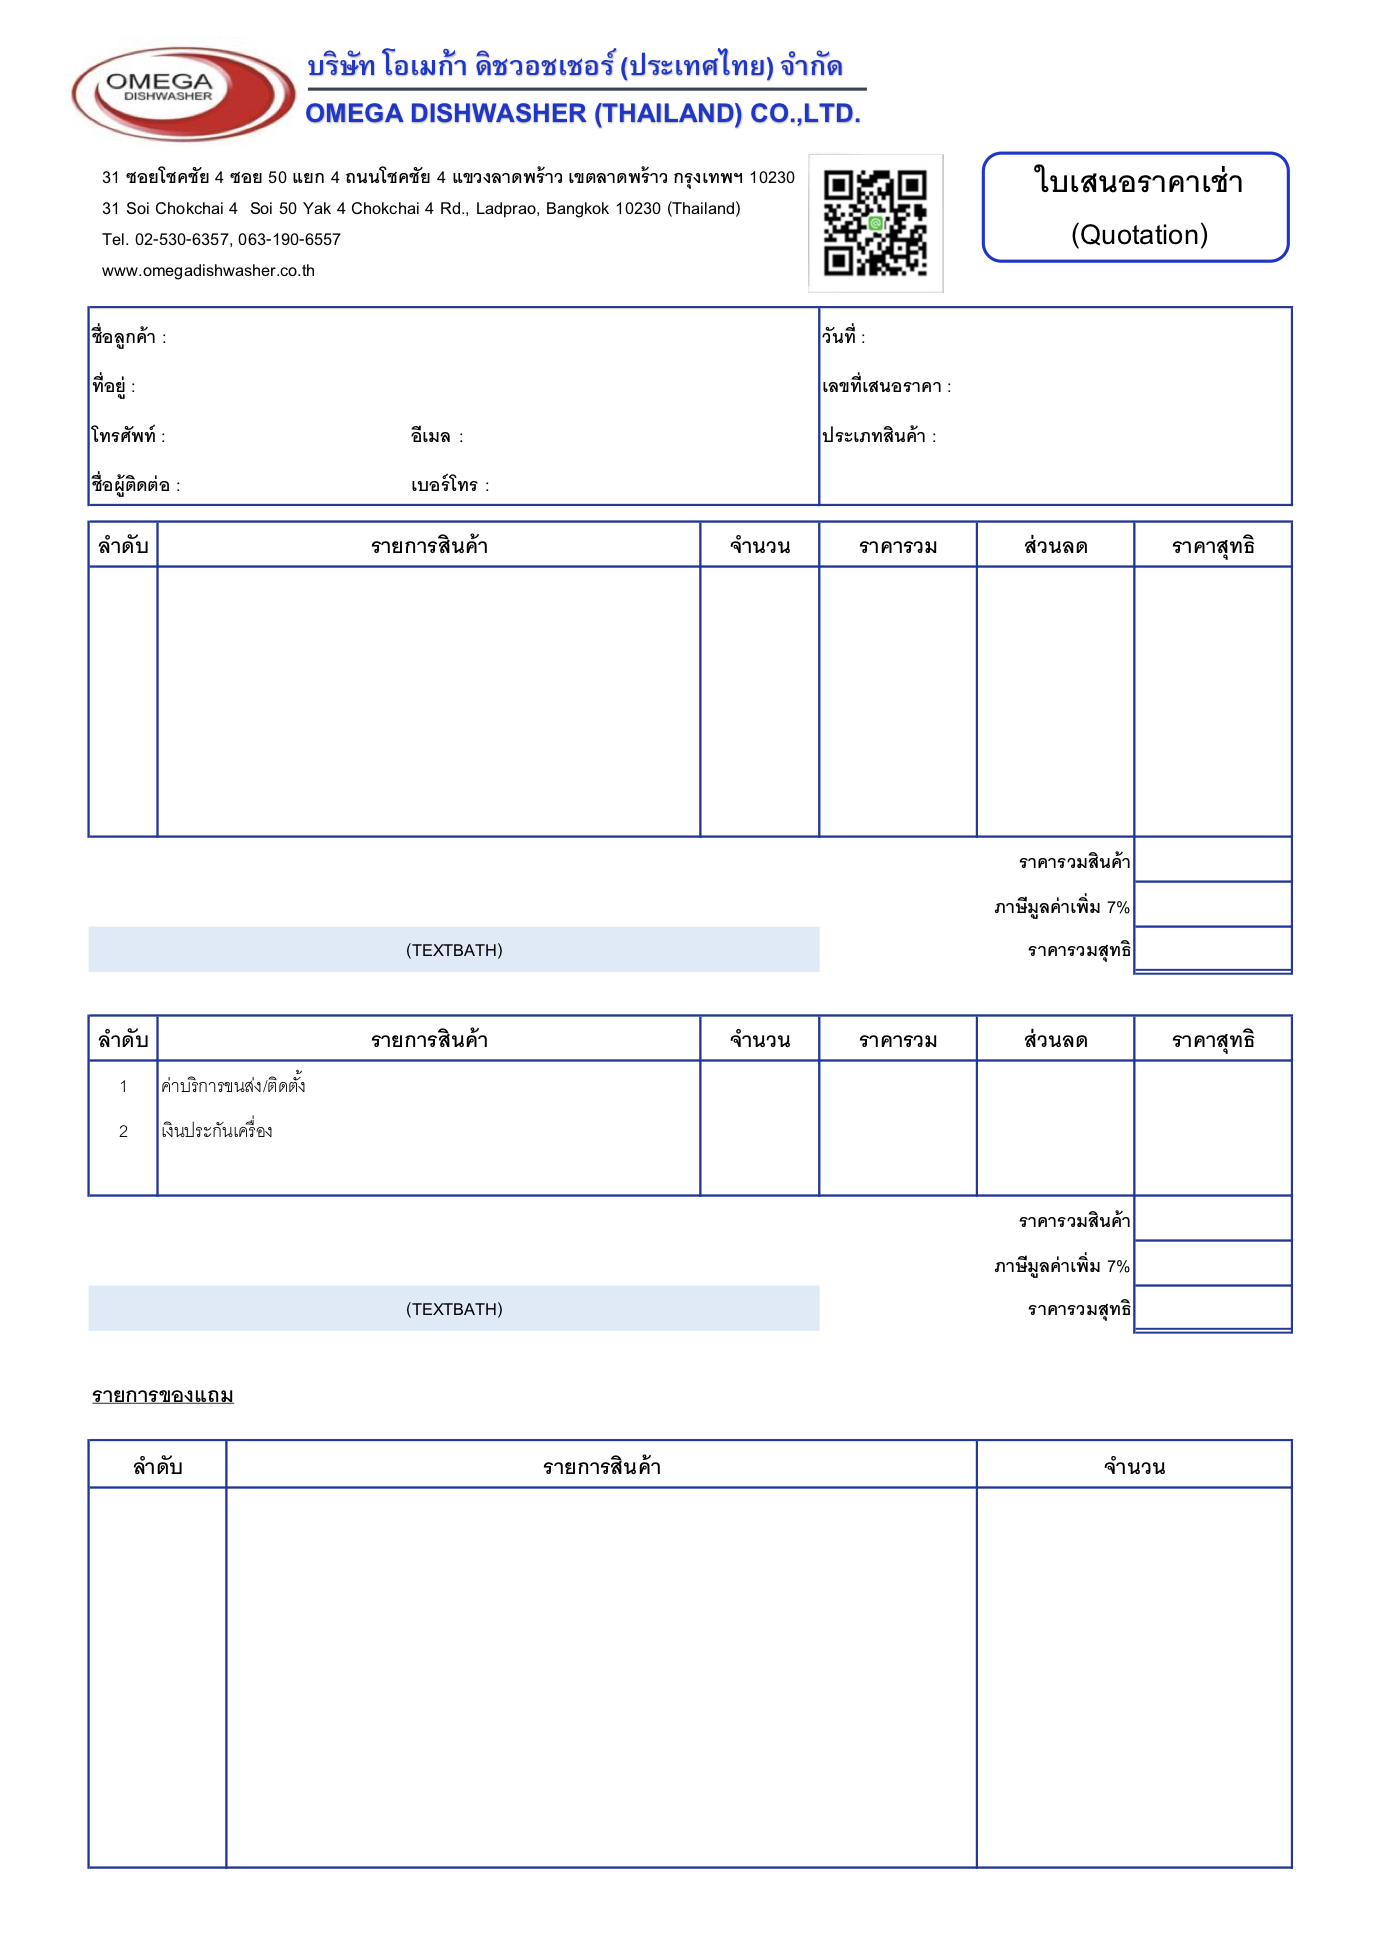 OMEGA
DISHWASHER
บริษัท โอเมก้า ดิชวอชเชอร์ (ประเทศไทย) จำกัด
OMEGA DISHWASHER (THAILAND) CO.,LTD.
31 ซอยโชคชัย 4 ซอย 50 แยก 4 ถนนโชคชัย 4 แขวงลาดพร้าว เขตลาดพร้าว กรุงเทพฯ 10230
31 Soi Chokchai 4 Soi 50 Yak 4 Chokchai 4 Rd., Ladprao, Bangkok 10230 (Thailand)
Tel. 02-530-6357, 063-190-6557
www.omegadishwasher.co.th
ใบเสนอราคาเช่า
(Quotation)
ชื่อลูกค้า : วันที่ :
ที่อยู่ : เลขที่เสนอราคา :
โทรศัพท์ : อีเมล : ประเภทสินค้า :
ชื่อผู้ติดต่อ : เบอร์โทร :
ลำดับ รายการสินค้า จำนวน ราคารวม ส่วนลด ราคาสุทธิ
ราคารวมสินค้า
ภาษีมูลค่าเพิ่ม 7%
(TEXTBATH) ราคารวมสุทธิ
ลำดับ รายการสินค้า จำนวน ราคารวม ส่วนลด ราคาสุทธิ
1 ค่าบริการขนส่ง/ติดตั้ง
2 เงินประกันเครื่อง
ราคารวมสินค้า
ภาษีมูลค่าเพิ่ม 7%
(TEXTBATH) ราคารวมสุทธิ
รายการของแถม
ลำดับ รายการสินค้า จำนวน